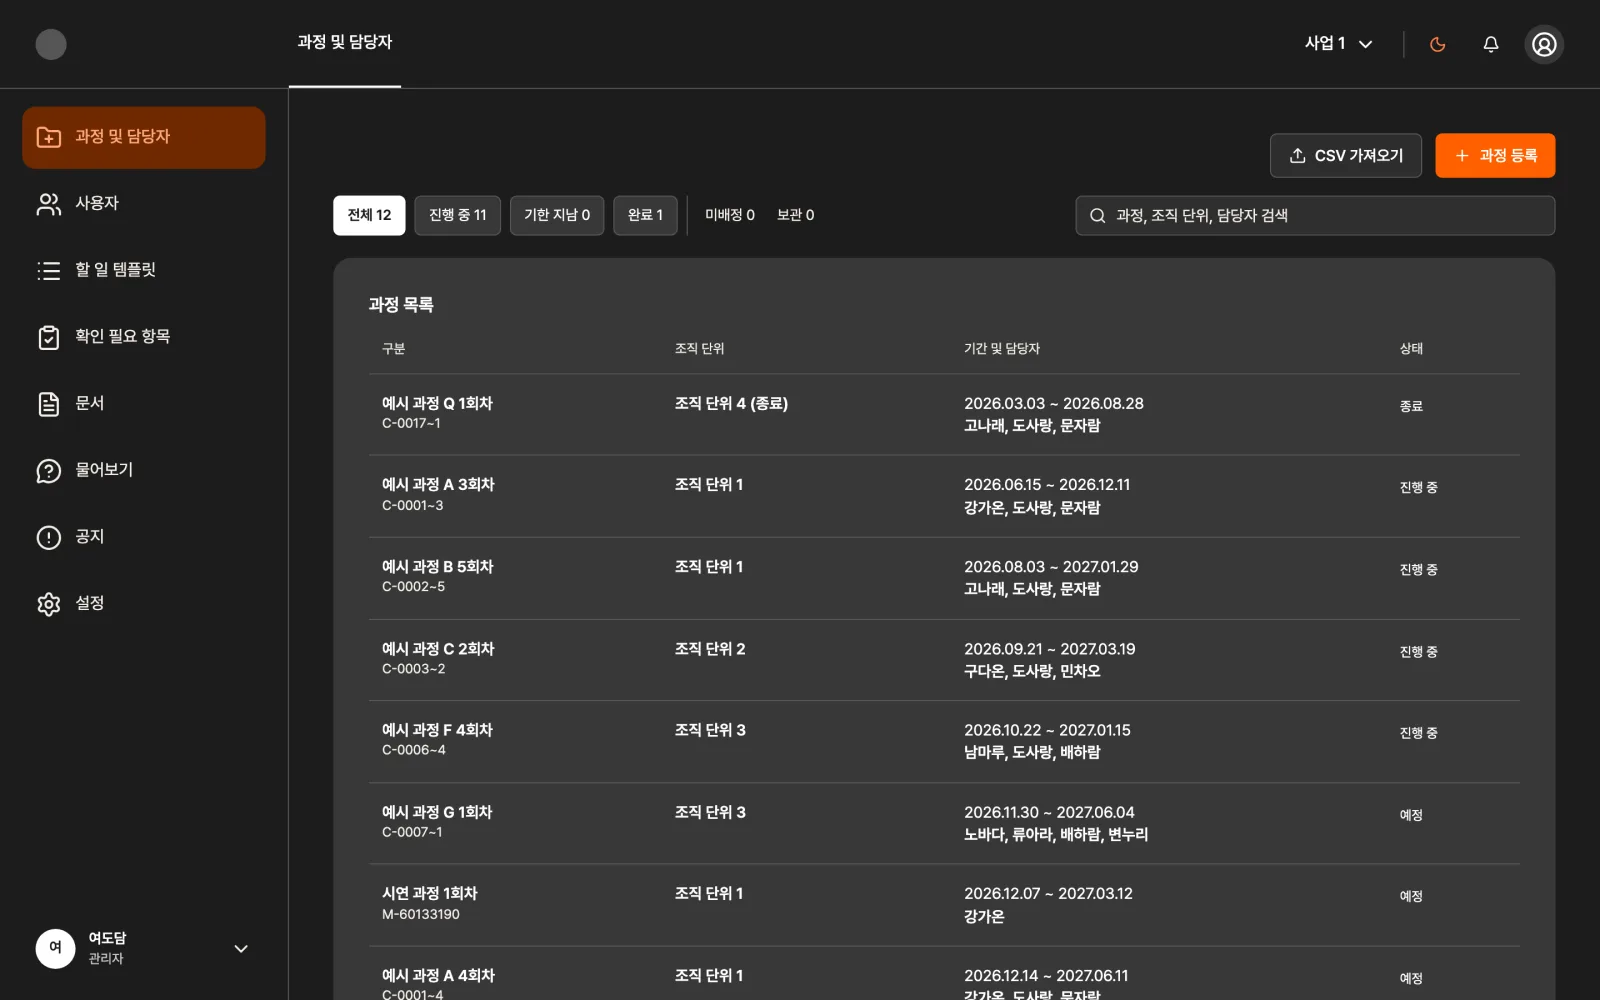 과정 및 담당자
사업 1
과정 및 담당자
사용자
할 일 템플릿
확인 필요 항목
문서
물어보기
공지
설정
여
여도담
관리자
CSV 가져오기
과정 등록
전체 12
진행 중 11
기한 지남 0
완료 1
미배정 0
보관 0
과정, 조직 단위, 담당자 검색
과정 목록
구분
조직 단위
기간 및 담당자
상태
예시 과정 Q 1회차
C-0017~1
조직 단위 4 (종료)
2026.03.03 ~ 2026.08.28
고나래, 도사랑, 문자람
종료
예시 과정 A 3회차
C-0001~3
조직 단위 1
2026.06.15 ~ 2026.12.11
강가온, 도사랑, 문자람
진행 중
예시 과정 B 5회차
C-0002~5
조직 단위 1
2026.08.03 ~ 2027.01.29
고나래, 도사랑, 문자람
진행 중
예시 과정 C 2회차
C-0003~2
조직 단위 2
2026.09.21 ~ 2027.03.19
구다온, 도사랑, 민차오
진행 중
예시 과정 F 4회차
C-0006~4
조직 단위 3
2026.10.22 ~ 2027.01.15
남마루, 도사랑, 배하람
진행 중
예시 과정 G 1회차
C-0007~1
조직 단위 3
2026.11.30 ~ 2027.06.04
노바다, 류아라, 배하람, 변누리
예정
시연 과정 1회차
M-60133190
조직 단위 1
2026.12.07 ~ 2027.03.12
강가온
예정
예시 과정 A 4회차
C-0001~4
조직 단위 1
2026.12.14 ~ 2027.06.11
강가온, 도사랑, 문자람
예정